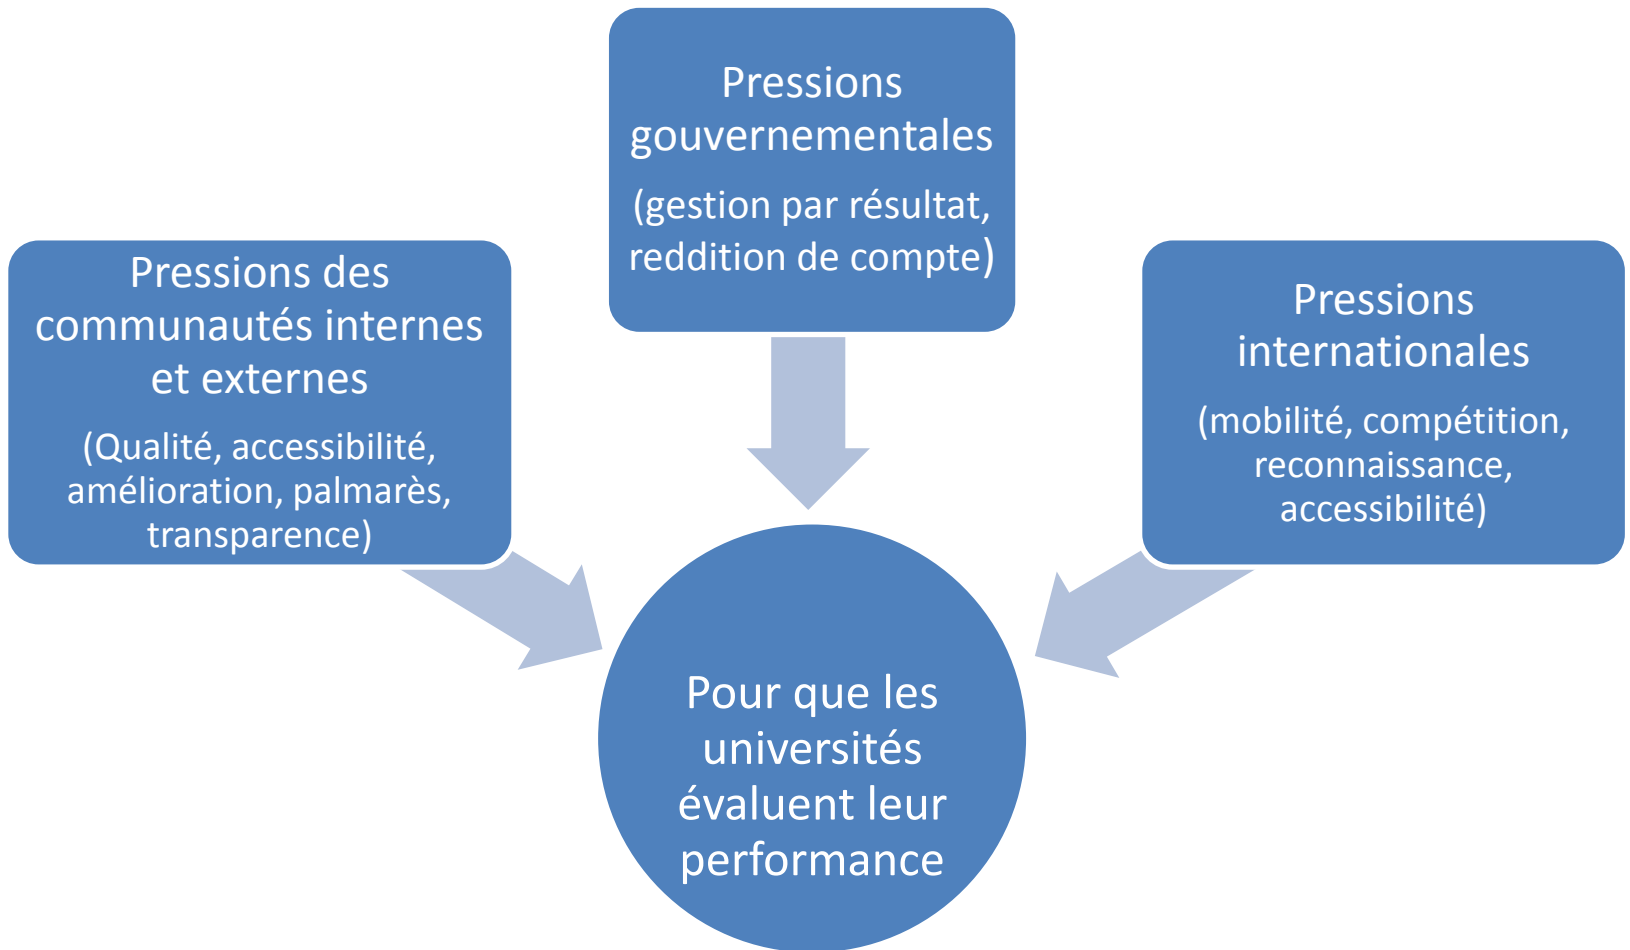 Pressions
gouvernementales
(gestion par résultat,
reddition de compte)
Pressions des
communautés internes
et externes
(Qualité, accessibilité,
amélioration, palmarès,
transparence)
Pressions
internationales
(mobilité, compétition,
reconnaissance,
accessibilité)
Pour que les
universités
évaluent leur
performance